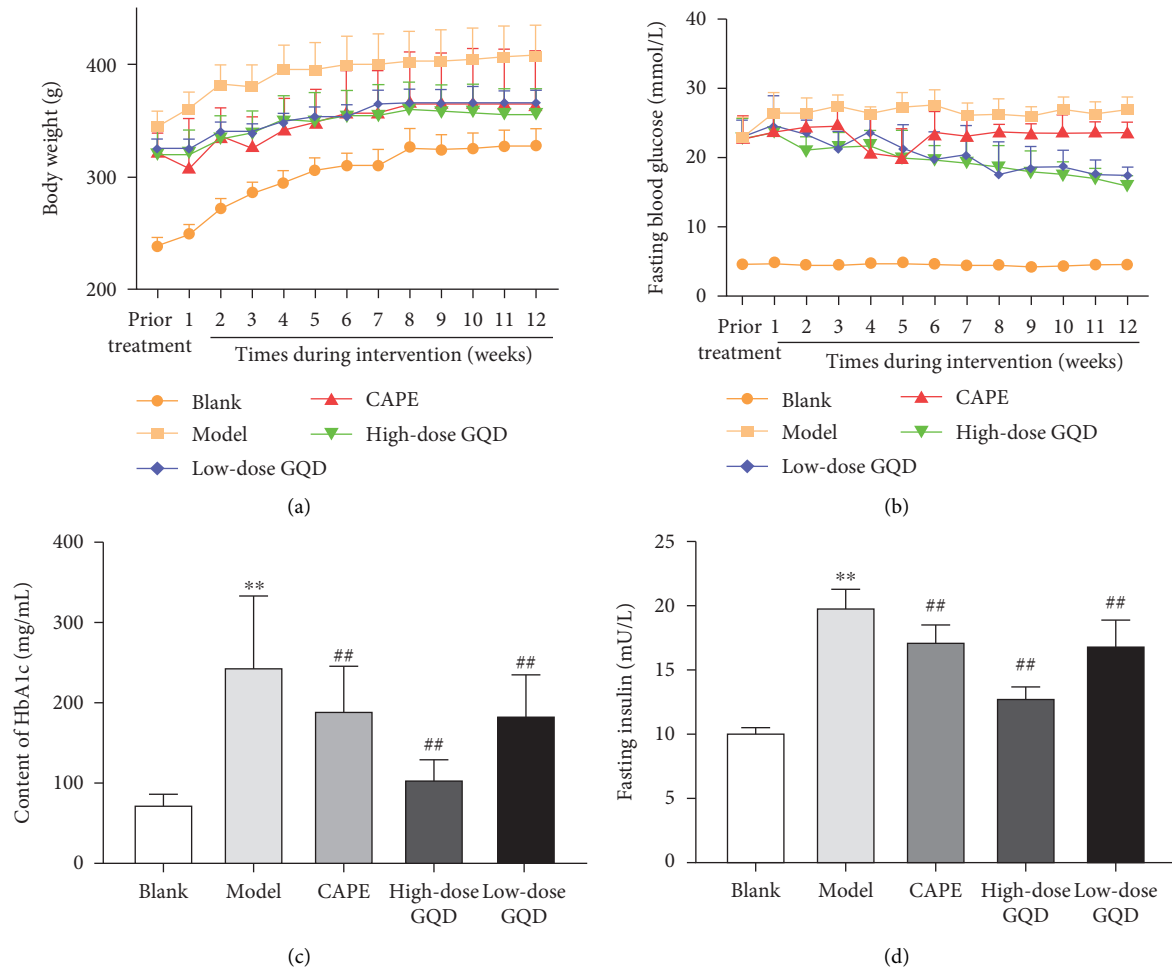 Body weight (g)
400
300
200
Prior treatment
1
2
3
4
5
6
7
8
9
10
11
12
Times during intervention (weeks)
Blank
Model
Low-dose GQD
CAPE
High-dose GQD
(a)
Fasting blood glucose (mmol/L)
40
30
20
10
0
Prior treatment
1
2
3
4
5
6
7
8
9
10
11
12
Times during intervention (weeks)
Blank
Model
Low-dose GQD
CAPE
High-dose GQD
(b)
Content of HbA1c (mg/mL)
400
300
200
100
0
**
##
##
##
Blank
Model
CAPE
High-dose GQD
Low-dose GQD
(c)
Fasting insulin (mU/L)
25
20
15
10
5
0
**
##
##
##
Blank
Model
CAPE
High-dose GQD
Low-dose GQD
(d)